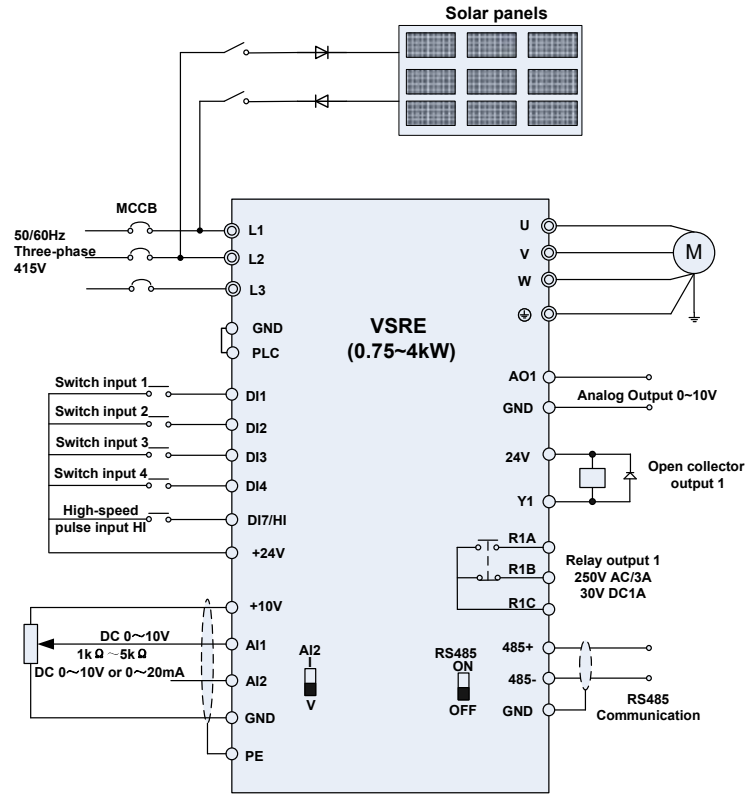 Solar panels
MCCB
50/60Hz
Three-phase
415V
L1
L2
L3
GND
PLC
Switch input 1
Switch input 2
Switch input 3
Switch input 4
High-speed
pulse input HI
DI1
DI2
DI3
DI4
DI7/HI
+24V
+10V
DC 0~10V
AI1
1kΩ~5kΩ
DC 0~10V or 0~20mA
AI2
GND
PE
VSRE
(0.75~4kW)
AI2
I
V
RS485
ON
OFF
U
V
W
M
AO1
GND
Analog Output 0~10V
24V
Y1
Open collector
output 1
R1A
R1B
R1C
Relay output 1
250V AC/3A
30V DC1A
485+
485-
GND
RS485
Communication